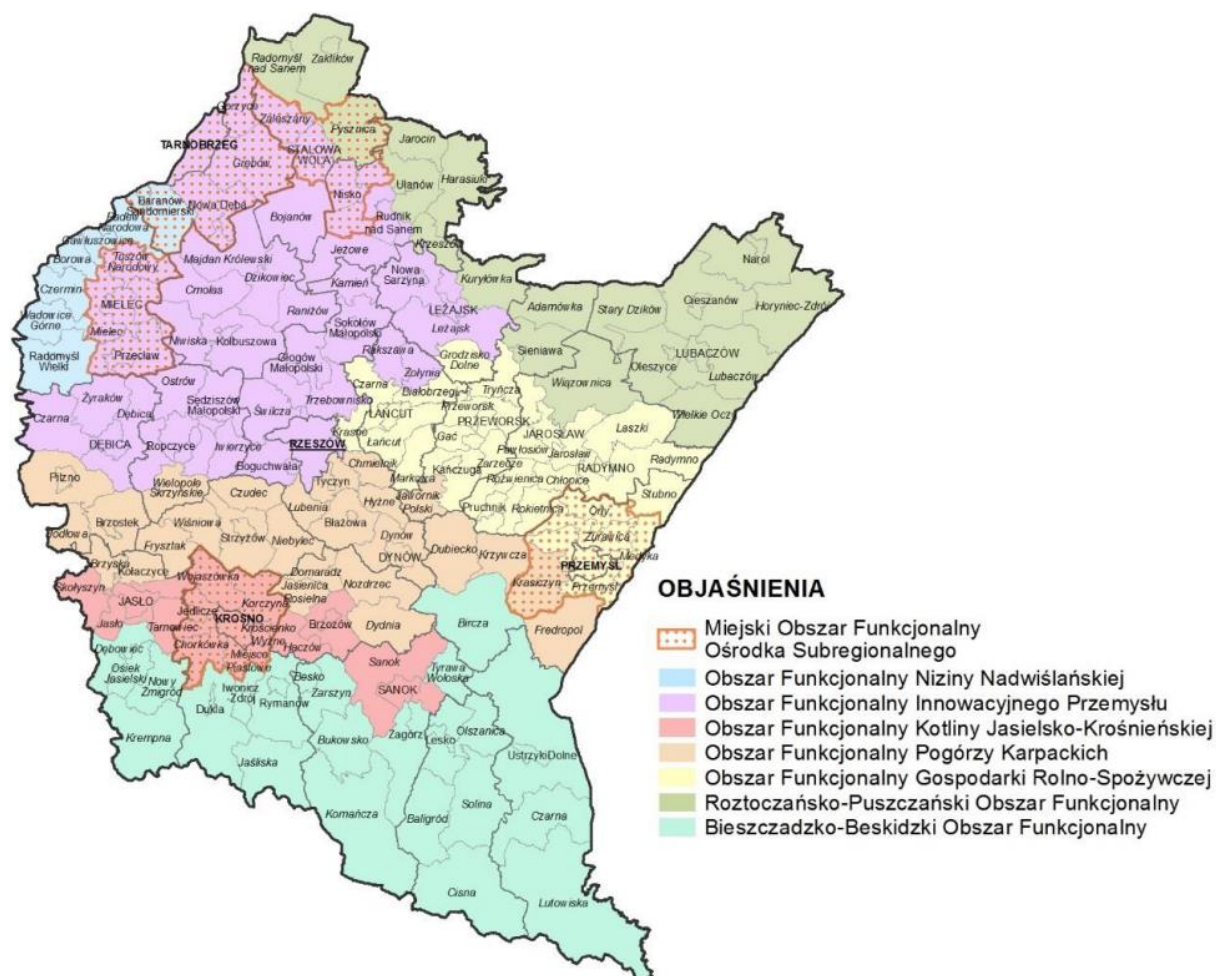 Radomyśl
nad Sanem
Zaklików
Gorzyce
Zaleszany
Pysznica
TARNOBRZEG
STALOWA
WOLA
Jarocin
Grębów
Harasiuki
Ulanów
Nisko
Baranów
Sandomierski
Nowa Dęba
Bojanów
Rudnik
nad Sanem
Padew
Narodowa
Gawłuszowice
Krzeszów
Borowa
Tuszów
Narodowy
Majdan Królewski
Jeżowe
Narol
Dzikowiec
Nowa
Sarzyna
Kuryłówka
Czermin
Cmolas
Kamień
Adamówka
Stary Dzików
Cieszanów
Horyniec-Zdrój
MIELEC
Raniżów
LEŻAJSK
Wadowice
Górne
Mielec
Sokołów
Małopolski
Leżajsk
Niwiska
Kolbuszowa
Sieniawa
LUBACZÓW
Radomyśl
Wielki
Przecław
Głogów
Małopolski
Rakszawa
Grodzisko
Dolne
Oleszyce
Lubaczów
Żołynia
Wiązownica
Ostrów
Czarna
Tryńcza
Żyraków
Sędziszów
Małopolski
Białobrzegi
Dębica
Świlcza
Trzebownisko
Przeworsk
Wielkie Oczy
Czarna
ŁAŃCUT
PRZEWORSK
Laszki
Krasne
JAROSŁAW
DĘBICA
Ropczyce
Iwierzyce
RZESZÓW
Łańcut
Gać
Pawłosiów
Jarosław
Boguchwała
Chmielnik
Zarzecze
RADYMNO
Radymno
Kańczuga
Pilzno
Wielopole
Skrzyńskie
Tyczyn
Markowa
Roźwienica
Chłopice
Czudec
Hyżne
Jawornik
Polski
Stubno
Lubenia
Pruchnik
Rokietnica
Orły
Brzostek
Wiśniowa
Błażowa
Jodłowa
Strzyżów
Niebylec
Dynów
Żurawica
Frysztak
DYNÓW
Dubiecko
Krzywcza
Medyka
Brzyska
Kołaczyce
Domaradz
PRZEMYŚL
Wojaszówka
Jasienica
Rosielna
Nozdrzec
Krasiczyn
Przemyśl
Skołyszyn
JASŁO
Jedlicze
Korczyna
KROSNO
Brzozów
Jasło
Tarnowiec
Krościenko
Wyżne
Dydnia
Bircza
Fredropol
Chorkówka
Haczów
Dębowiec
Miejsce
Piastowe
Sanok
Osiek
Jasielski
Nowy
Żmigród
Besko
Tyrawa
Wołoska
Iwonicz
Zdrój
Zarszyn
SANOK
Dukla
Rymanów
Zagórz
Olszanica
Krempna
Bukowsko
Lesko
Ustrzyki Dolne
Jaśliska
Solina
Komańcza
Baligród
Czarna
Cisna
Lutowiska
OBJAŚNIENIA
Miejski Obszar Funkcjonalny
Ośrodka Subregionalnego
Obszar Funkcjonalny Niziny Nadwiślańskiej
Obszar Funkcjonalny Innowacyjnego Przemysłu
Obszar Funkcjonalny Kotliny Jasielsko-Krośnieńskiej
Obszar Funkcjonalny Pogórzy Karpackich
Obszar Funkcjonalny Gospodarki Rolno-Spożywczej
Roztoczańsko-Puszczański Obszar Funkcjonalny
Bieszczadzko-Beskidzki Obszar Funkcjonalny